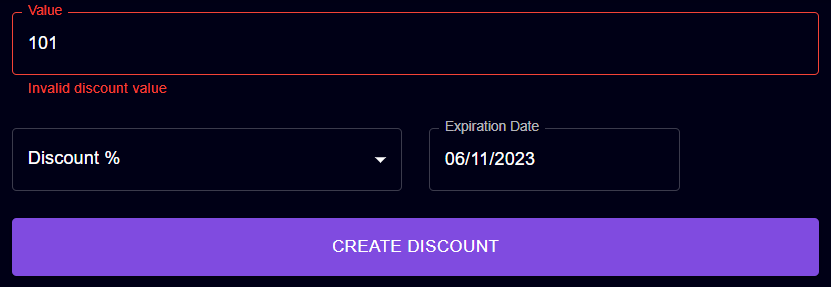 Value
101
Invalid discount value
Discount %
Expiration Date
06/11/2023
CREATE DISCOUNT